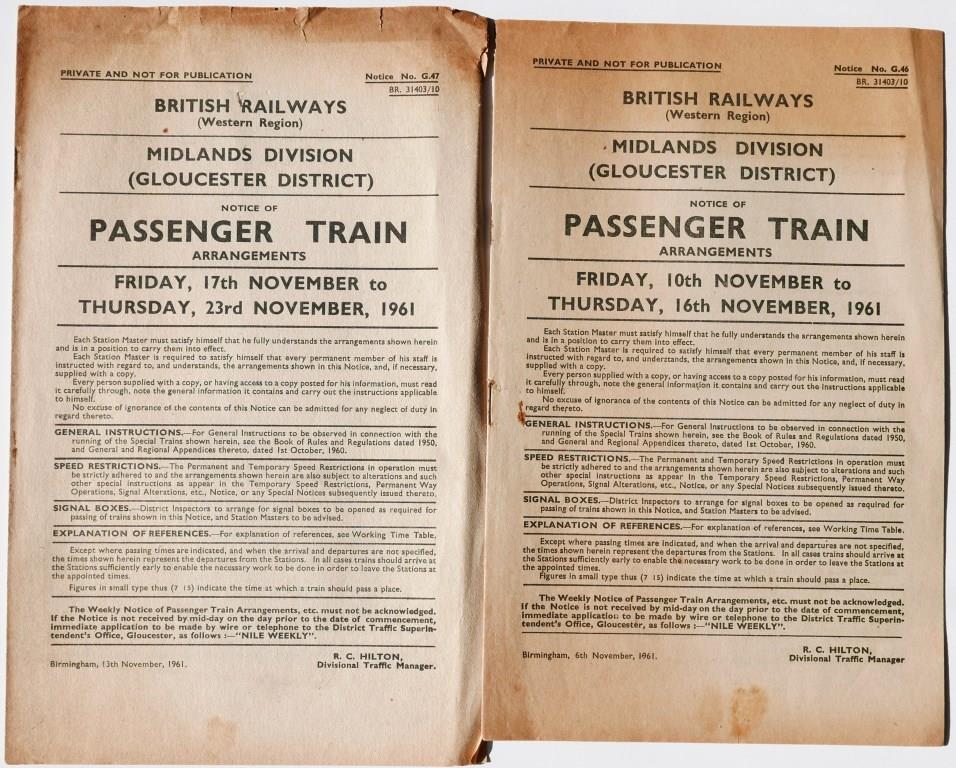 PRIVATE AND NOT FOR PUBLICATION
Notice No. G.47
BR. 31403/10
BRITISH RAILWAYS
(Western Region)
MIDLANDS DIVISION
(GLOUCESTER DISTRICT)
NOTICE OF
PASSENGER TRAIN
ARRANGEMENTS
FRIDAY, 17th NOVEMBER to
THURSDAY, 23rd NOVEMBER, 1961
Each Station Master must satisfy himself that he fully understands the arrangements shown herein
and is in a position to carry them into effect.
Each Station Master is required to satisfy himself that every permanent member of his staff is
instructed with regard to, and understands, the arrangements shown in this Notice, and, if necessary,
supplied with a copy.
Every person supplied with a copy, or having access to a copy posted for his information, must read
it carefully through, note the general information it contains and carry out the instructions applicable
to himself.
No excuse of ignorance of the contents of this Notice can be admitted for any neglect of duty in
regard thereto.
GENERAL INSTRUCTIONS.—For General Instructions to be observed in connection with the
running of the Special Trains shown herein, see the Book of Rules and Regulations dated 1950,
and General and Regional Appendices thereto, dated 1st October, 1960.
SPEED RESTRICTIONS.—The Permanent and Temporary Speed Restrictions in operation must
be strictly adhered to and the arrangements shown herein are also subject to alterations and such
other special instructions as appear in the Temporary Speed Restrictions, Permanent Way
Operations, Signal Alterations, etc., Notice, or any Special Notices subsequently issued thereto.
SIGNAL BOXES.—District Inspectors to arrange for signal boxes to be opened as required for
passing of trains shown in this Notice, and Station Masters to be advised.
EXPLANATION OF REFERENCES.—For explanation of references, see Working Time Table.
Except where passing times are indicated, and when the arrival and departures are not specified,
the times shown herein represent the departures from the Stations. In all cases trains should arrive at
the Stations sufficiently early to enable the necessary work to be done in order to leave the Stations at
the appointed times.
Figures in small type thus (7 15) indicate the time at which a train should pass a place.
The Weekly Notice of Passenger Train Arrangements, etc. must not be acknowledged.
If the Notice is not received by mid-day on the day prior to the date of commencement,
immediate application to be made by wire or telephone to the District Traffic Superin-
tendent's Office, Gloucester, as follows :—"NILE WEEKLY".
R. C. HILTON,
Birmingham, 13th November, 1961.
Divisional Traffic Manager.
PRIVATE AND NOT FOR PUBLICATION
Notice No. G.46
BR. 31403/10
BRITISH RAILWAYS
(Western Region)
MIDLANDS DIVISION
(GLOUCESTER DISTRICT)
NOTICE OF
PASSENGER TRAIN
ARRANGEMENTS
FRIDAY, 10th NOVEMBER to
THURSDAY, 16th NOVEMBER, 1961
Each Station Master must satisfy himself that he fully understands the arrangements shown herein
and is in a position to carry them into effect.
Each Station Master is required to satisfy himself that every permanent member of his staff is
instructed with regard to, and understands, the arrangements shown in this Notice, and, if necessary,
supplied with a copy.
Every person supplied with a copy, or having access to a copy posted for his information, must read
it carefully through, note the general information it contains and carry out the instructions applicable
to himself.
No excuse of ignorance of the contents of this Notice can be admitted for any neglect of duty in
regard thereto.
GENERAL INSTRUCTIONS.—For General Instructions to be observed in connection with the
running of the Special Trains shown herein, see the Book of Rules and Regulations dated 1950,
and General and Regional Appendices thereto, dated 1st October, 1960.
SPEED RESTRICTIONS.—The Permanent and Temporary Speed Restrictions in operation must
be strictly adhered to and the arrangements shown herein are also subject to alterations and such
other special instructions as appear in the Temporary Speed Restrictions, Permanent Way
Operations, Signal Alterations, etc., Notice, or any Special Notices subsequently issued thereto.
SIGNAL BOXES.—District Inspectors to arrange for signal boxes to be opened as required for
passing of trains shown in this Notice, and Station Masters to be advised.
EXPLANATION OF REFERENCES.—For explanation of references, see Working Time Table.
Except where passing times are indicated, and when the arrival and departures are not specified,
the times shown herein represent the departures from the Stations. In all cases trains should arrive at
the Stations sufficiently early to enable the necessary work to be done in order to leave the Stations at
the appointed times.
Figures in small type thus (7 15) indicate the time at which a train should pass a place.
The Weekly Notice of Passenger Train Arrangements, etc. must not be acknowledged.
If the Notice is not received by mid-day on the day prior to the date of commencement,
immediate application to be made by wire or telephone to the District Traffic Superin-
tendent's Office, Gloucester, as follows :—"NILE WEEKLY".
R. C. HILTON,
Birmingham, 6th November, 1961.
Divisional Traffic Manager